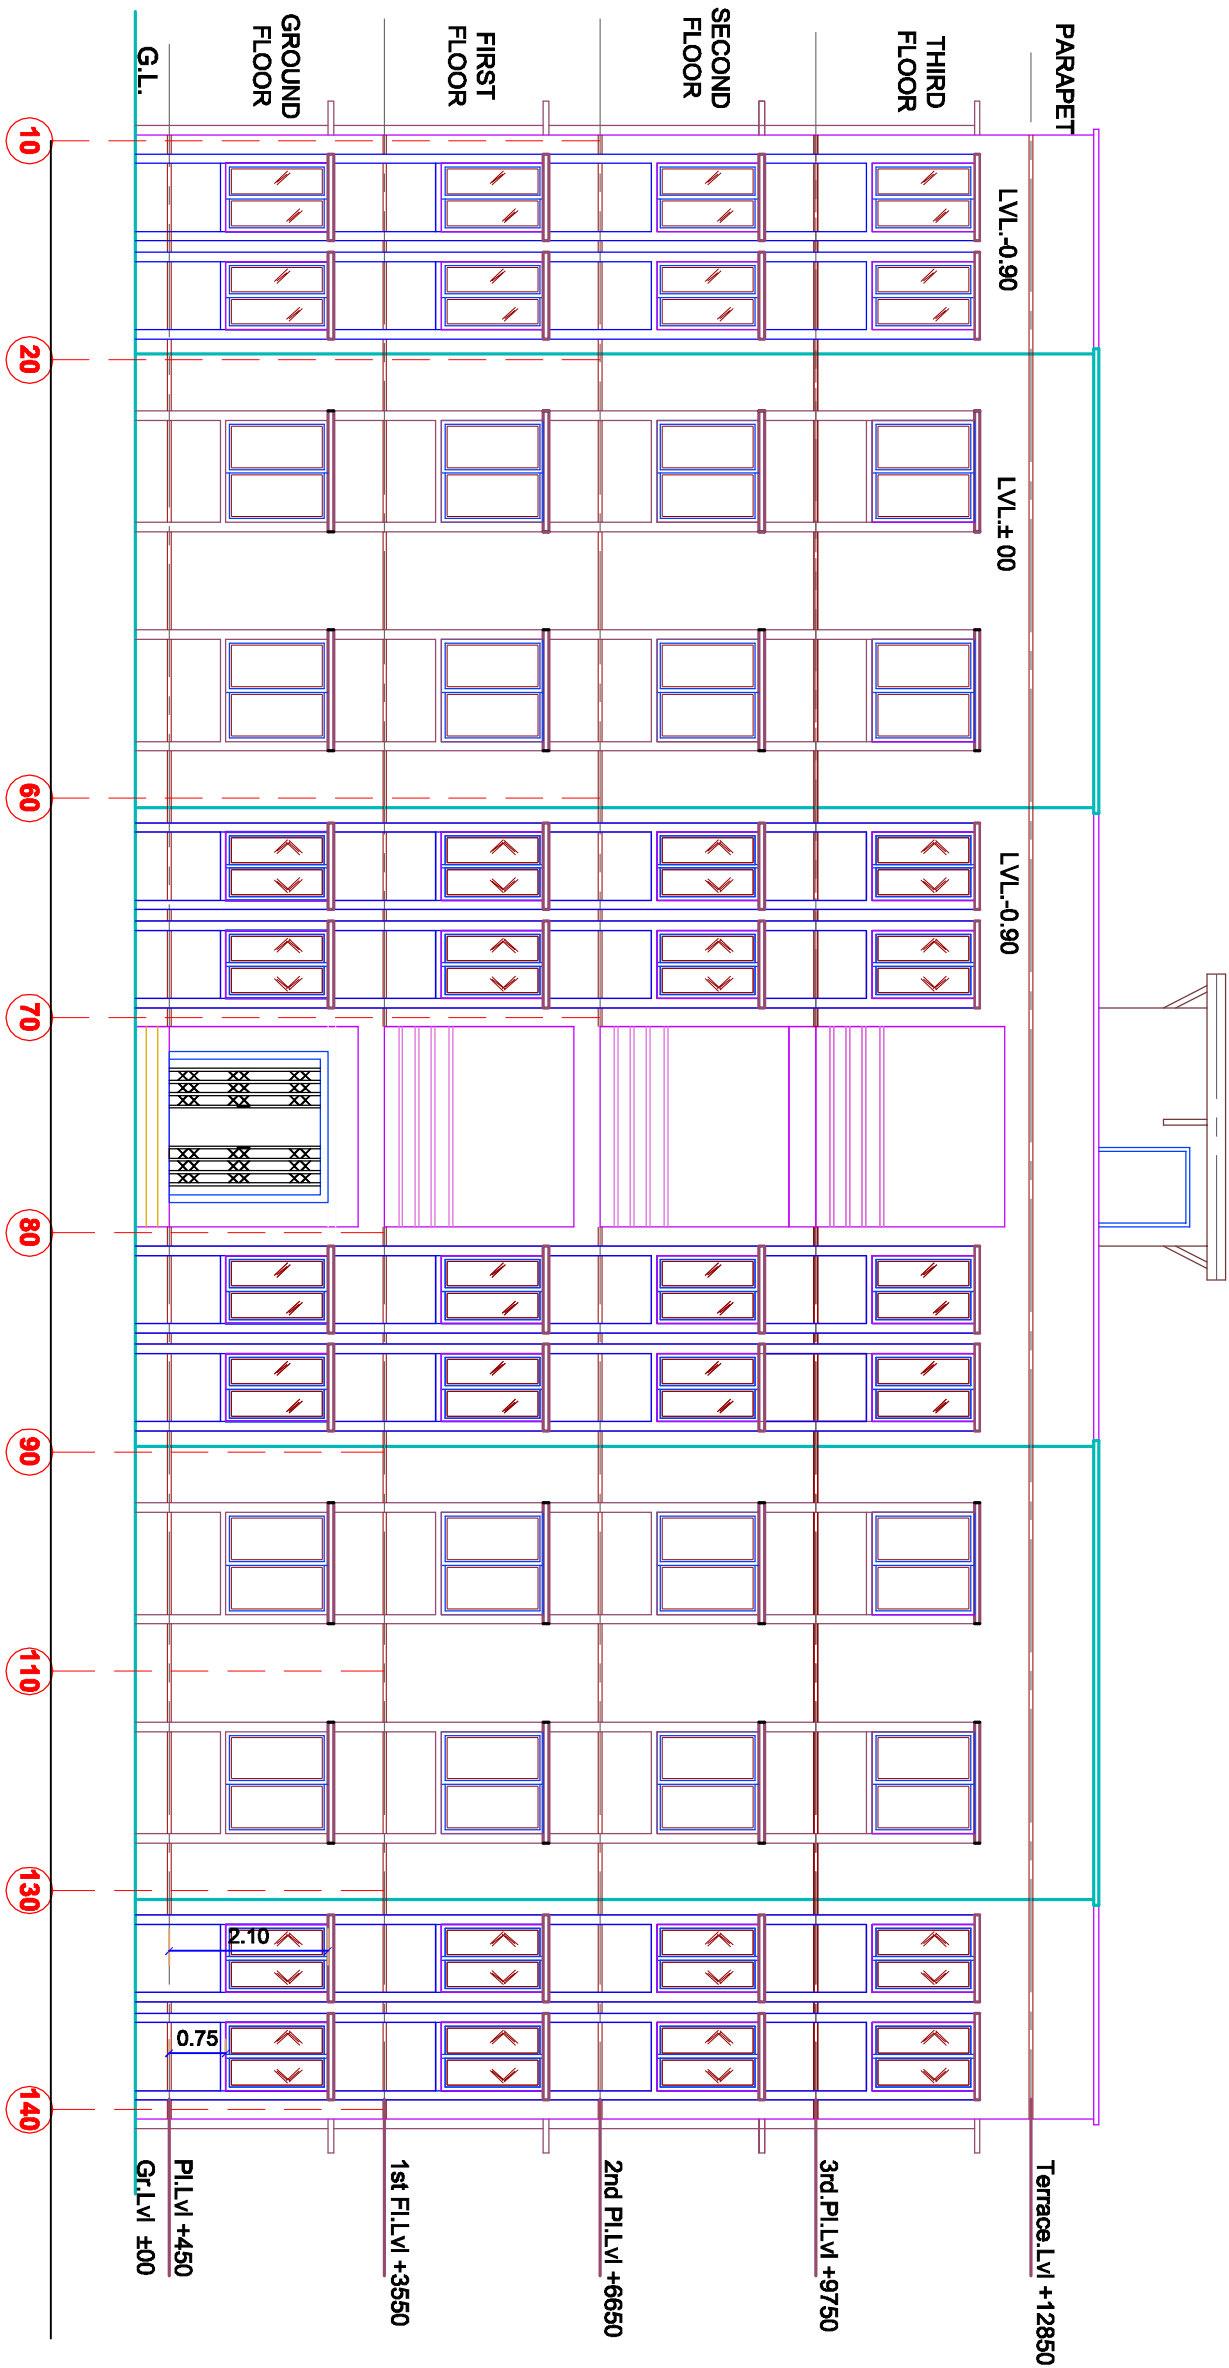 PARAPET
THIRD
FLOOR
SECOND
FLOOR
FIRST
FLOOR
GROUND
FLOOR
G.L.
LVL.-0.90
LVL.± 00
LVL.-0.90
2.10
0.75
Terrace.Lvl +12850
3rd.Pl.Lvl +9750
2nd Pl.Lvl +6650
1st Fl.Lvl +3550
Pl.Lvl +450
Gr.Lvl ±00
10
20
60
70
80
90
110
130
140